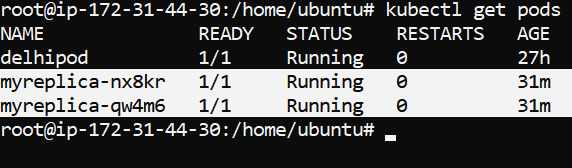 root@ip-172-31-44-30:/home/ubuntu# kubectl get pods
NAME READY STATUS RESTARTS AGE
delhipod 1/1 Running 0 27h
myreplica-nx8kr 1/1 Running 0 31m
myreplica-qw4m6 1/1 Running 0 31m
root@ip-172-31-44-30:/home/ubuntu#